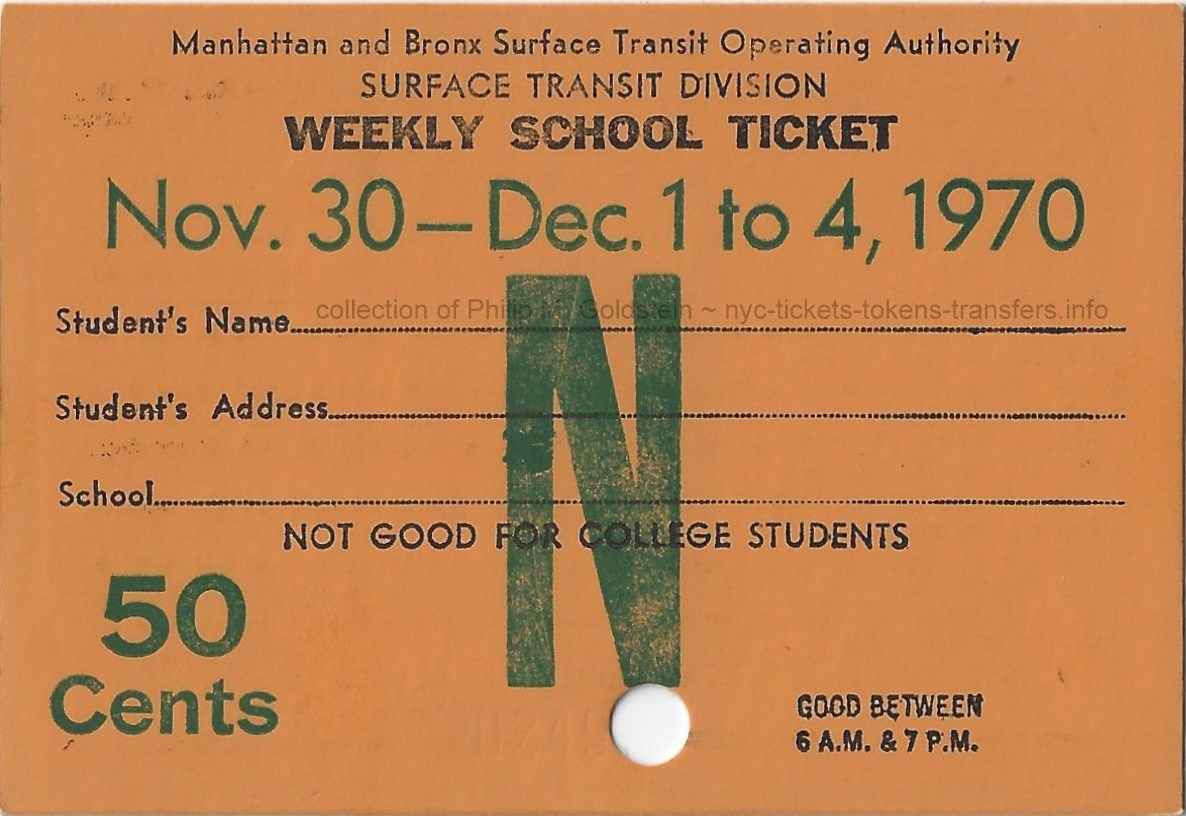 Manhattan and Bronx Surface Transit Operating Authority
SURFACE TRANSIT DIVISION
WEEKLY SCHOOL TICKET
Nov. 30—Dec. 1 to 4, 1970
N
collection of Philip M. Goldstein ~ nyc-tickets-tokens-transfers.info
Student's Name
Student's Address
School
NOT GOOD FOR COLLEGE STUDENTS
50
Cents
GOOD BETWEEN
6 A.M. & 7 P.M.